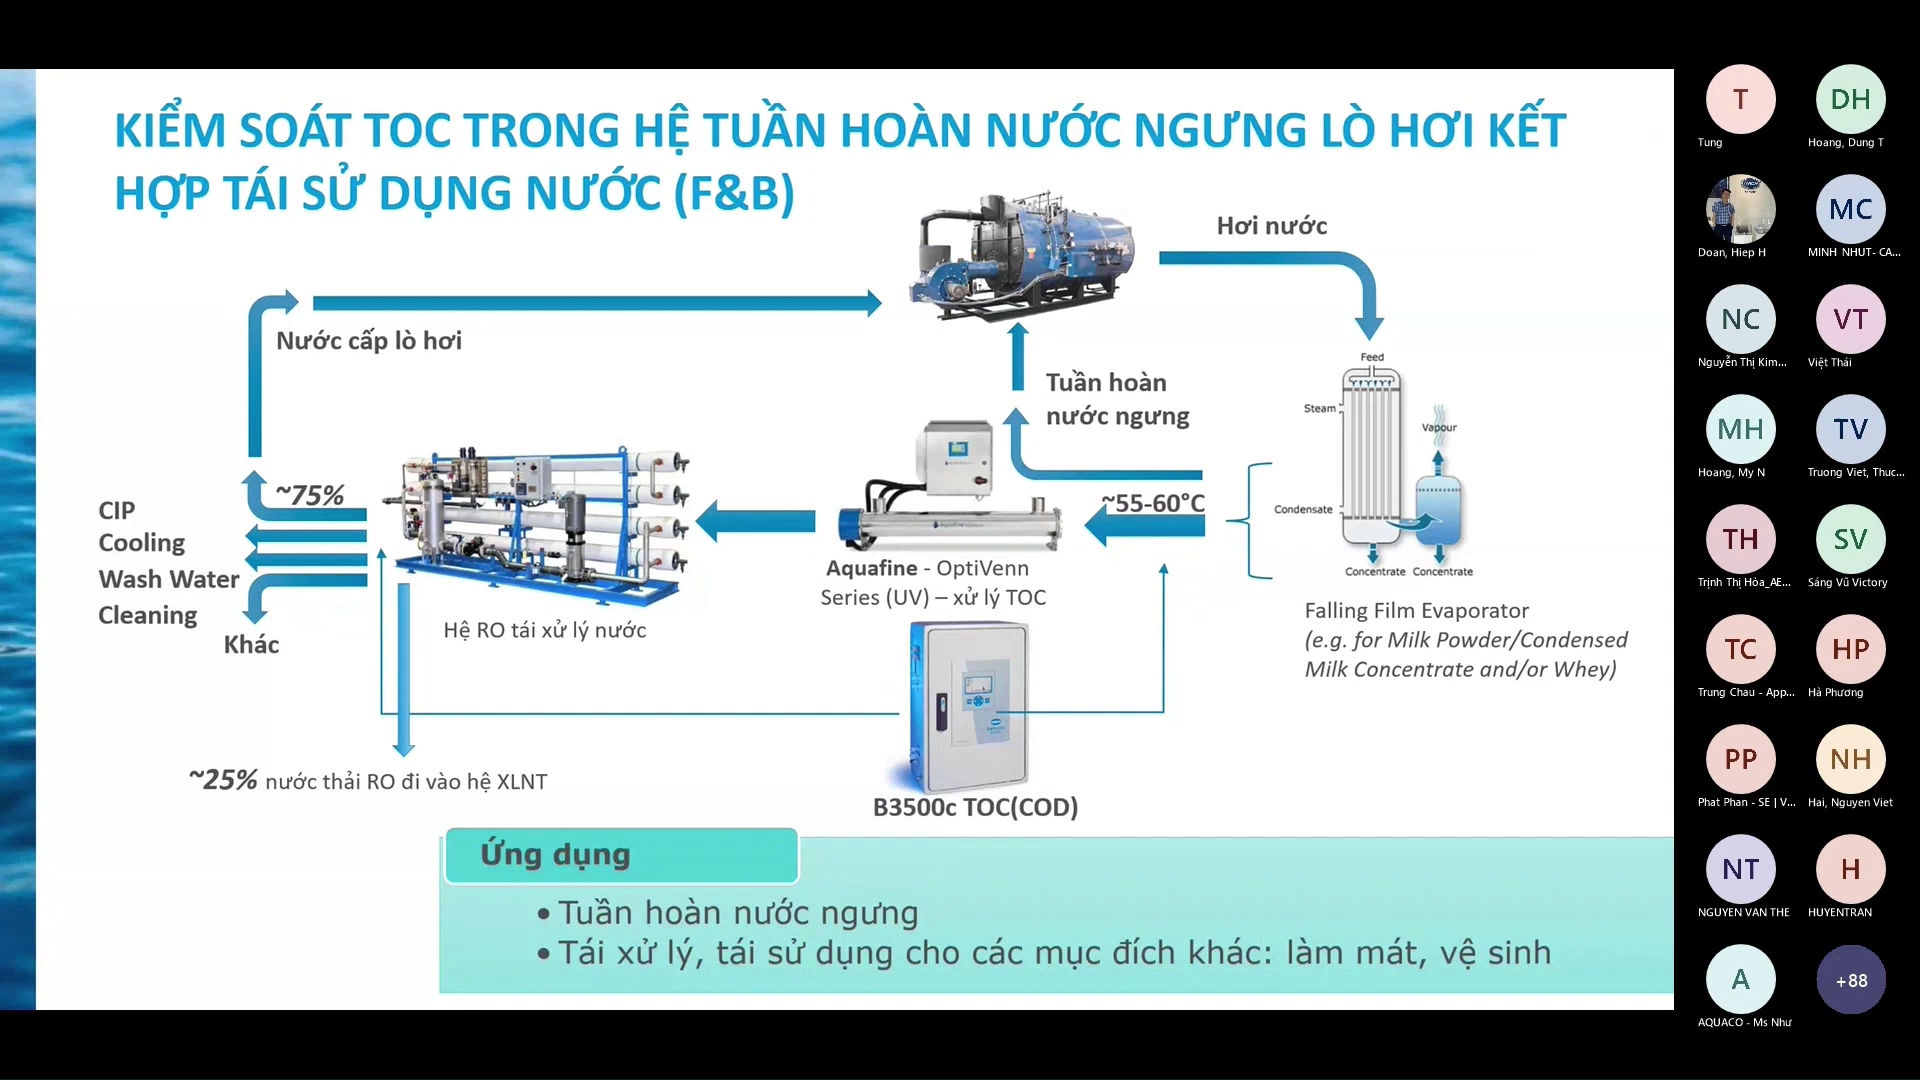 KIỂM SOÁT TOC TRONG HỆ TUẦN HOÀN NƯỚC NGƯNG LÒ HƠI KẾT
HỢP TÁI SỬ DỤNG NƯỚC (F&B)
Hơi nước
Nước cấp lò hơi
Tuần hoàn
nước ngưng
Feed
Steam
Vapour
Condensate
Concentrate Concentrate
~75%
~55-60°C
CIP
Cooling
Wash Water
Cleaning
Khác
Hệ RO tái xử lý nước
Aquafine - OptiVenn
Series (UV) – xử lý TOC
Falling Film Evaporator
(e.g. for Milk Powder/Condensed
Milk Concentrate and/or Whey)
~25% nước thải RO đi vào hệ XLNT
B3500c TOC(COD)
Ứng dụng
• Tuần hoàn nước ngưng
• Tái xử lý, tái sử dụng cho các mục đích khác: làm mát, vệ sinh
T
Tung
DH
Hoang, Dung T
Doan, Hiep H
MC
MINH NHUT- CA...
NC
Nguyễn Thị Kim...
VT
Việt Thái
MH
Hoang, My N
TV
Truong Viet, Thuc...
TH
Trịnh Thị Hòa_AE...
SV
Sáng Vũ Victory
TC
Trung Chau - App...
HP
Hà Phương
PP
Phat Phan - SE | V...
NH
Hai, Nguyen Viet
NT
NGUYEN VAN THE
H
HUYENTRAN
A
AQUACO - Ms Như
+88